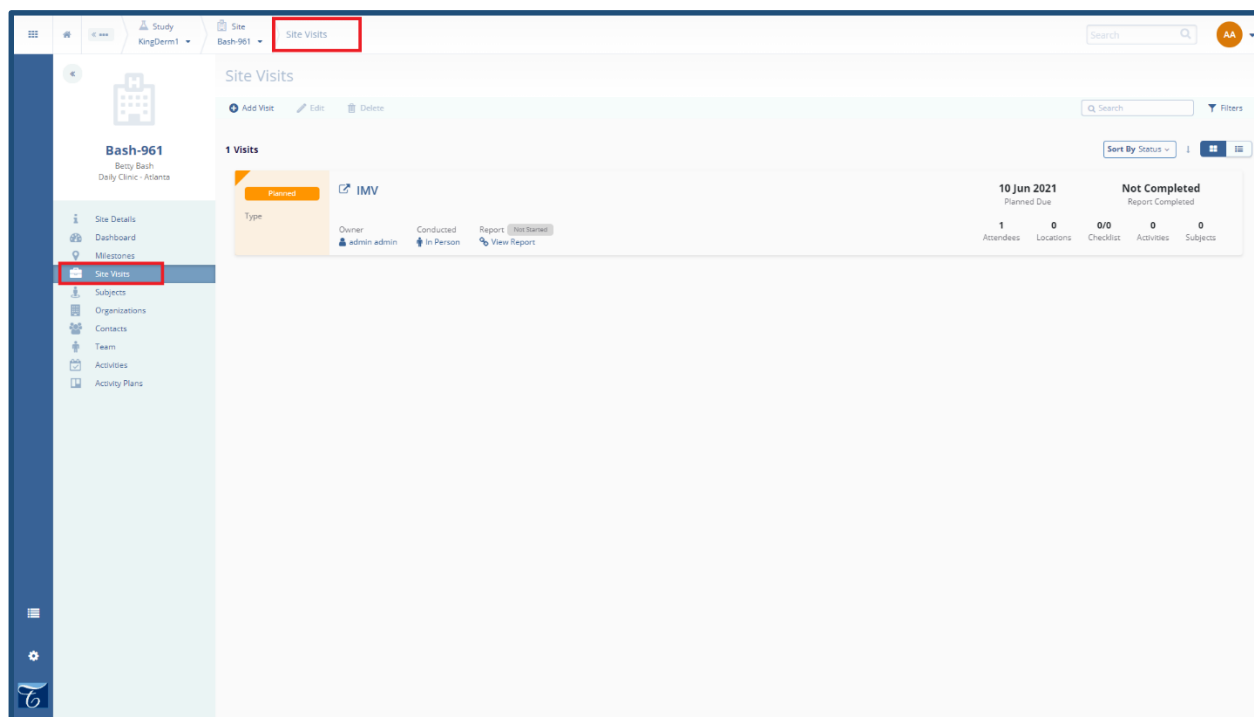 Study
KingDerm1
Site
Bash-961
Site Visits
Search
AA
Bash-961
Betty Bash
Daily Clinic - Atlanta
Site Details
Dashboard
Milestones
Site Visits
Subjects
Organizations
Contacts
Team
Activities
Activity Plans
Site Visits
Add Visit Edit Delete
Search Filters
1 Visits
Sort By Status
Planned
Type
IMV
Owner Conducted Report Not Started
admin admin In Person View Report
10 Jun 2021 Not Completed
Planned Due Report Completed
1 0 0/0 0 0
Attendees Locations Checklist Activities Subjects